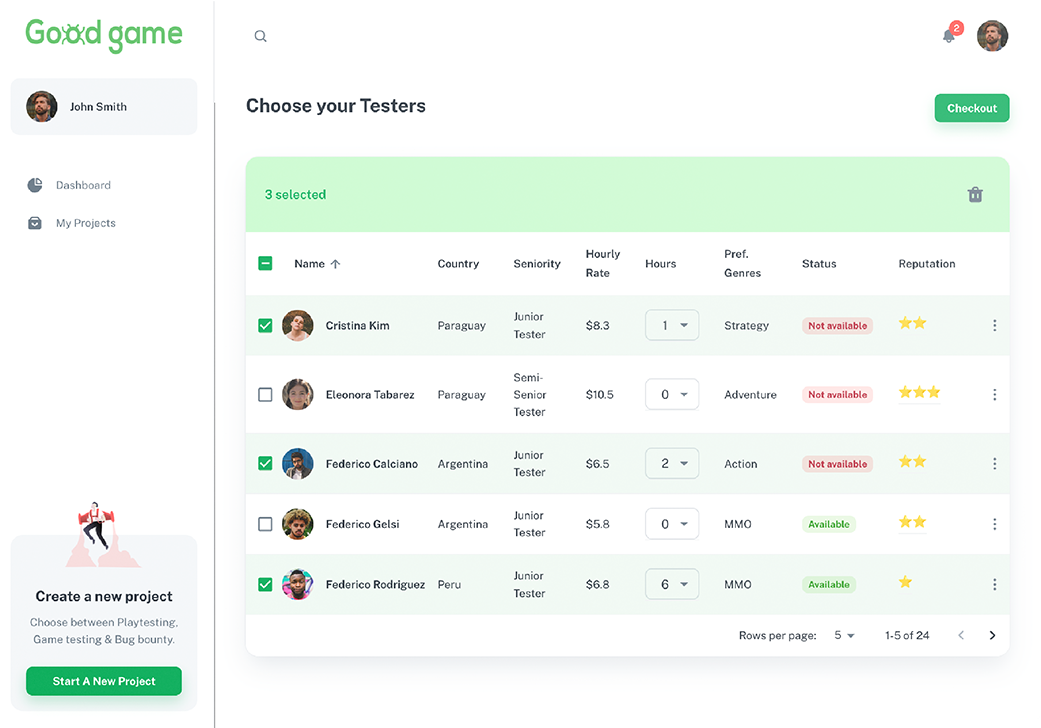 Good game
2
John Smith
Choose your Testers
Checkout
Dashboard
My Projects
3 selected
Name Country Seniority Hourly Rate Hours Pref. Genres Status Reputation
Cristina Kim Paraguay Junior Tester $8.3 1 Strategy Not available
Eleonora Tabarez Paraguay Semi-Senior Tester $10.5 0 Adventure Not available
Federico Calciano Argentina Junior Tester $6.5 2 Action Not available
Federico Gelsi Argentina Junior Tester $5.8 0 MMO Available
Federico Rodriguez Peru Junior Tester $6.8 6 MMO Available
Rows per page: 5 1-5 of 24
Create a new project
Choose between Playtesting,
Game testing & Bug bounty.
Start A New Project